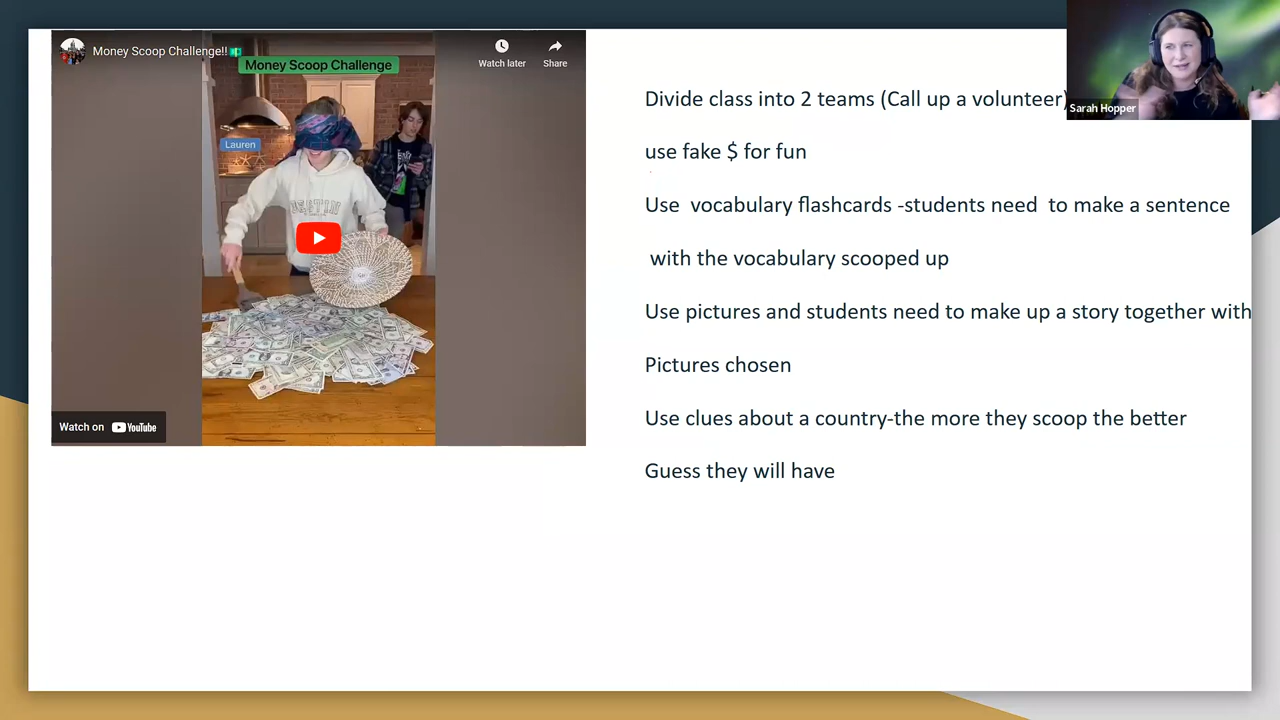 Money Scoop Challenge!!
Watch later
Share
Money Scoop Challenge
Lauren
Watch on YouTube
Divide class into 2 teams (Call up a volunteer)
use fake $ for fun
Use vocabulary flashcards -students need to make a sentence
with the vocabulary scooped up
Use pictures and students need to make up a story together with
Pictures chosen
Use clues about a country-the more they scoop the better
Guess they will have
Sarah Hopper